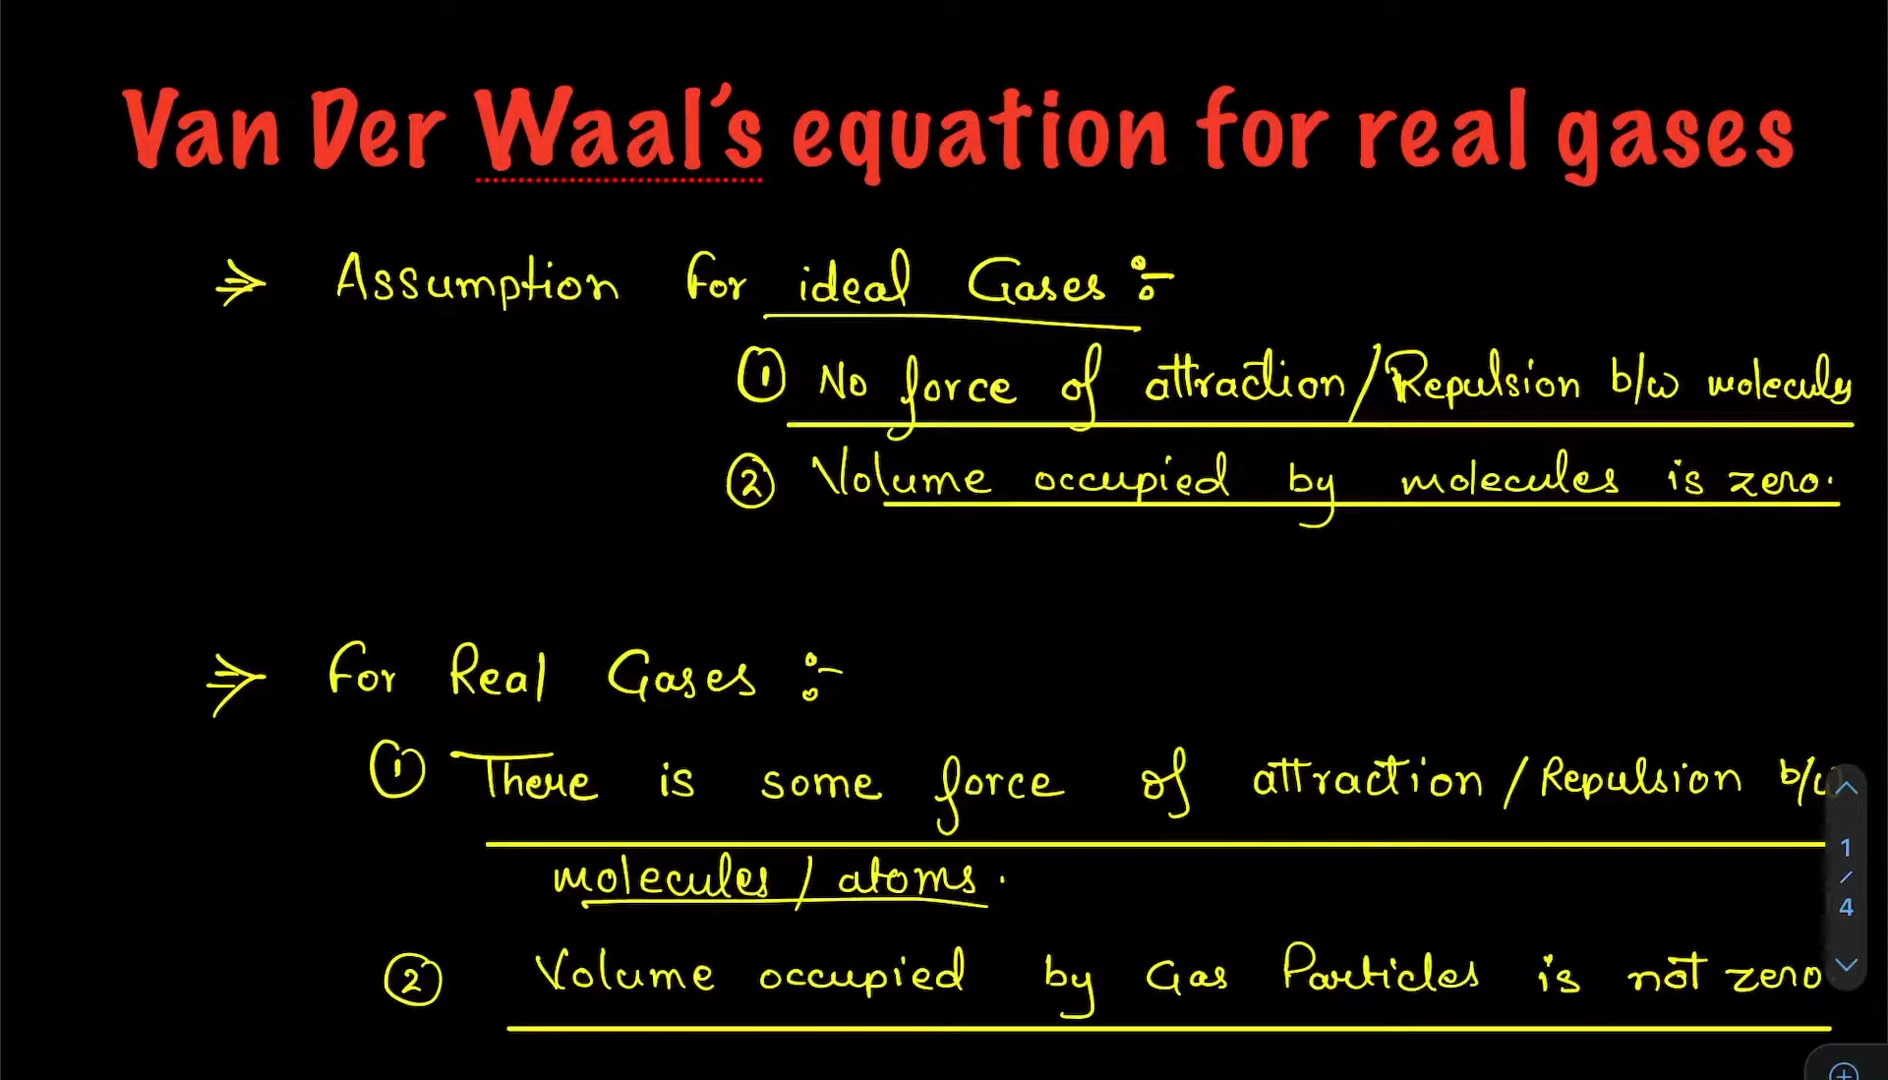 Van Der Waal's equation for real gases
⇒ Assumption for ideal Gases :-
① No force of attraction/Repulsion b/w molecules
② Volume occupied by molecules is zero.
⇒ For Real Gases :-
① There is some force of attraction / Repulsion b/w
molecules / atoms.
② Volume occupied by Gas Particles is not zero
1
/
4